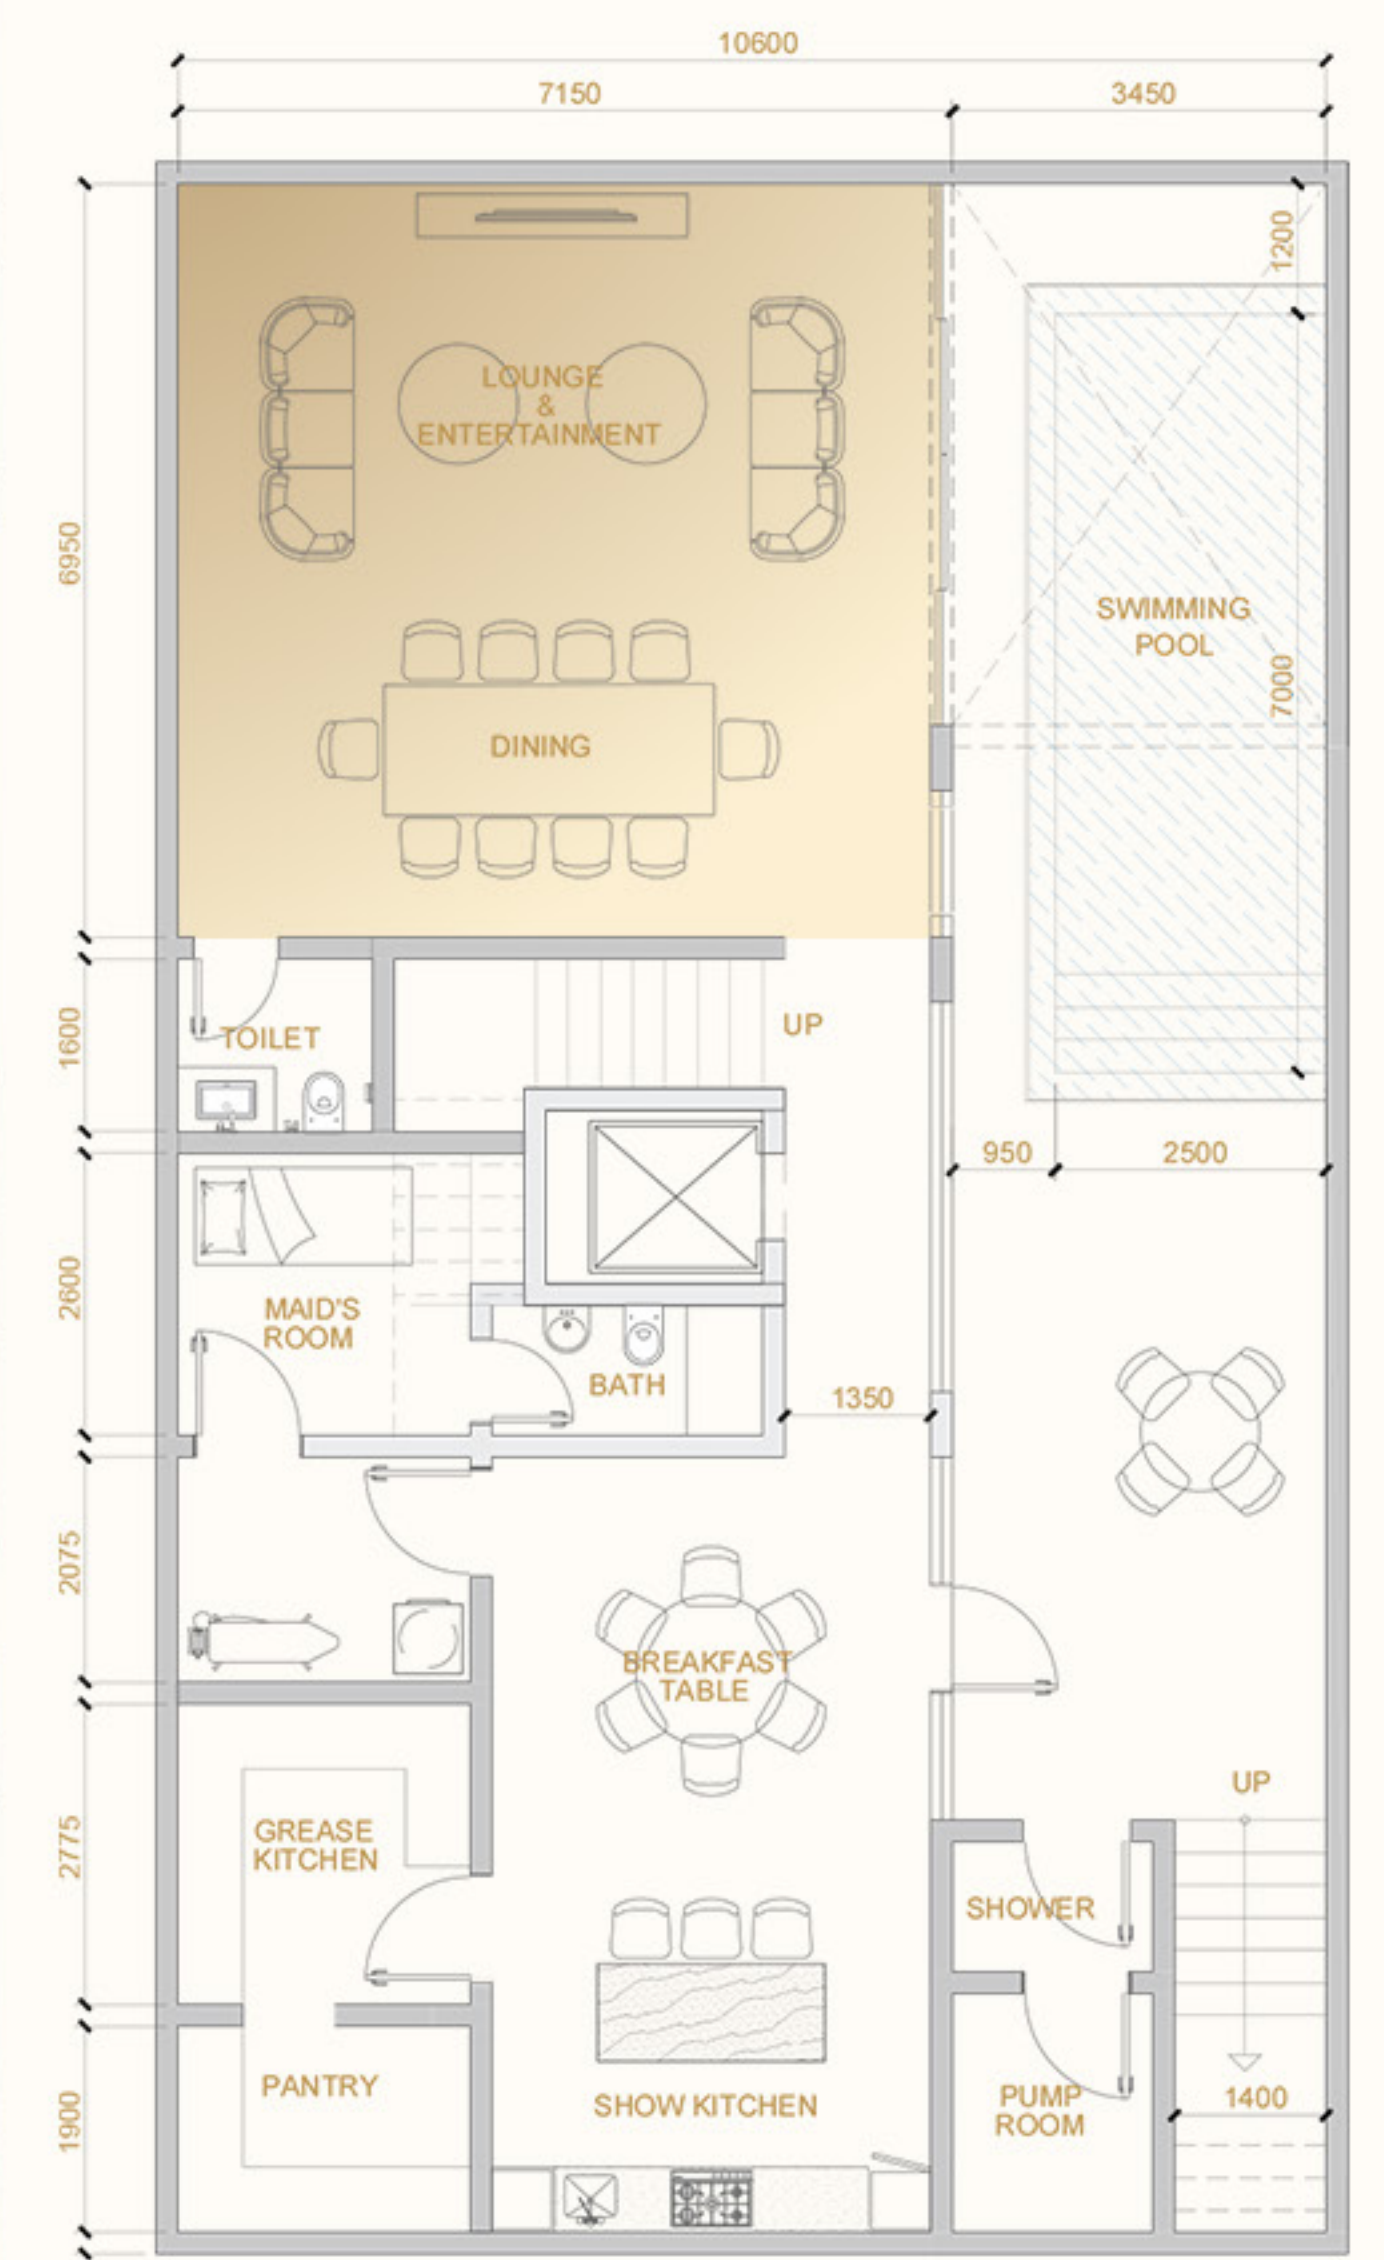 10600
7150
3450
1200
LOUNGE
&
ENTERTAINMENT
6950
SWIMMING
POOL
7000
DINING
UP
1600
TOILET
950
2500
2600
MAID'S
ROOM
BATH
1350
2075
BREAKFAST
TABLE
UP
2775
GREASE
KITCHEN
SHOWER
PANTRY
SHOW KITCHEN
PUMP
ROOM
1400
1900